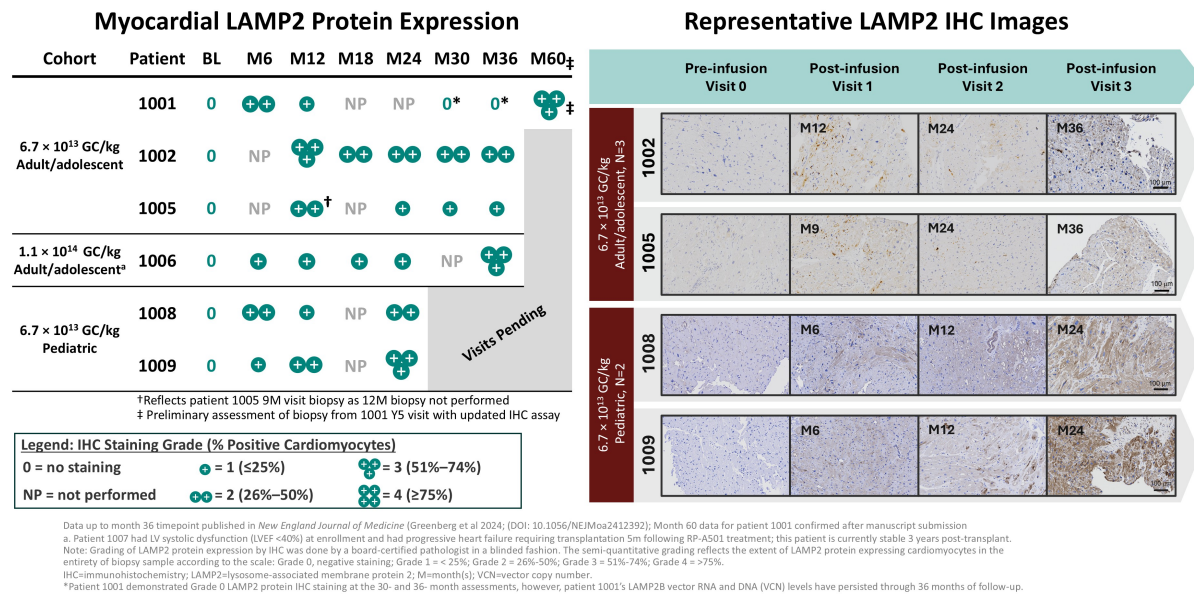 Myocardial LAMP2 Protein Expression
Cohort Patient BL M6 M12 M18 M24 M30 M36 M60‡
6.7 × 10¹³ GC/kg
Adult/adolescent
1001 0 ++ + NP NP 0* 0* +++ ‡
1002 0 NP +++ ++ ++ ++ ++
1005 0 NP ++† NP + + +
1.1 × 10¹⁴ GC/kg
Adult/adolescentᵃ
1006 0 + + + + NP +++
6.7 × 10¹³ GC/kg
Pediatric
1008 0 ++ + NP ++
1009 0 + ++ NP +++
Visits Pending
†Reflects patient 1005 9M visit biopsy as 12M biopsy not performed
‡ Preliminary assessment of biopsy from 1001 Y5 visit with updated IHC assay
Legend: IHC Staining Grade (% Positive Cardiomyocytes)
0 = no staining + = 1 (≤25%) +++ = 3 (51%–74%)
NP = not performed ++ = 2 (26%–50%) ++++ = 4 (≥75%)
Representative LAMP2 IHC Images
Pre-infusion Post-infusion Post-infusion Post-infusion
Visit 0 Visit 1 Visit 2 Visit 3
6.7 × 10¹³ GC/kg
Adult/adolescent, N=3
1002
M12 M24 M36
100 µm
1005
M9 M24 M36
100 µm
6.7 × 10¹³ GC/kg
Pediatric, N=2
1008
M6 M12 M24
100 µm
1009
M6 M12 M24
100 µm
Data up to month 36 timepoint published in New England Journal of Medicine (Greenberg et al 2024; (DOI: 10.1056/NEJMoa2412392); Month 60 data for patient 1001 confirmed after manuscript submission
a. Patient 1007 had LV systolic dysfunction (LVEF <40%) at enrollment and had progressive heart failure requiring transplantation 5m following RP-A501 treatment; this patient is currently stable 3 years post-transplant.
Note: Grading of LAMP2 protein expression by IHC was done by a board-certified pathologist in a blinded fashion. The semi-quantitative grading reflects the extent of LAMP2 protein expressing cardiomyocytes in the
entirety of biopsy sample according to the scale: Grade 0, negative staining; Grade 1 = < 25%; Grade 2 = 26%-50%; Grade 3 = 51%-74%; Grade 4 = >75%.
IHC=immunohistochemistry; LAMP2=lysosome-associated membrane protein 2; M=month(s); VCN=vector copy number.
*Patient 1001 demonstrated Grade 0 LAMP2 protein IHC staining at the 30- and 36- month assessments, however, patient 1001's LAMP2B vector RNA and DNA (VCN) levels have persisted through 36 months of follow-up.